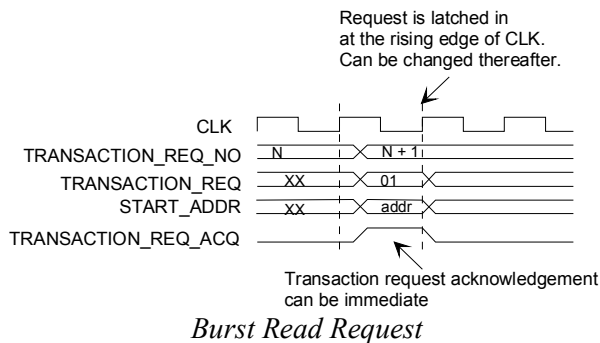 Request is latched in
at the rising edge of CLK.
Can be changed thereafter.
CLK
TRANSACTION_REQ_NO N N + 1
TRANSACTION_REQ XX 01
START_ADDR XX addr
TRANSACTION_REQ_ACQ
Transaction request acknowledgement
can be immediate
Burst Read Request